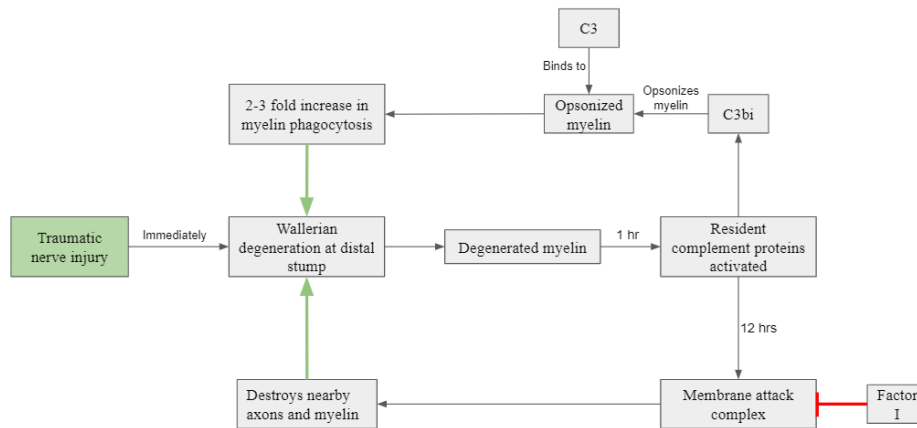 C3
Binds to
2-3 fold increase in
myelin phagocytosis
Opsonized
myelin
Opsonizes
myelin
C3bi
Traumatic
nerve injury
Immediately
Wallerian
degeneration at distal
stump
Degenerated myelin
1 hr
Resident
complement proteins
activated
12 hrs
Destroys nearby
axons and myelin
Membrane attack
complex
Factor
I